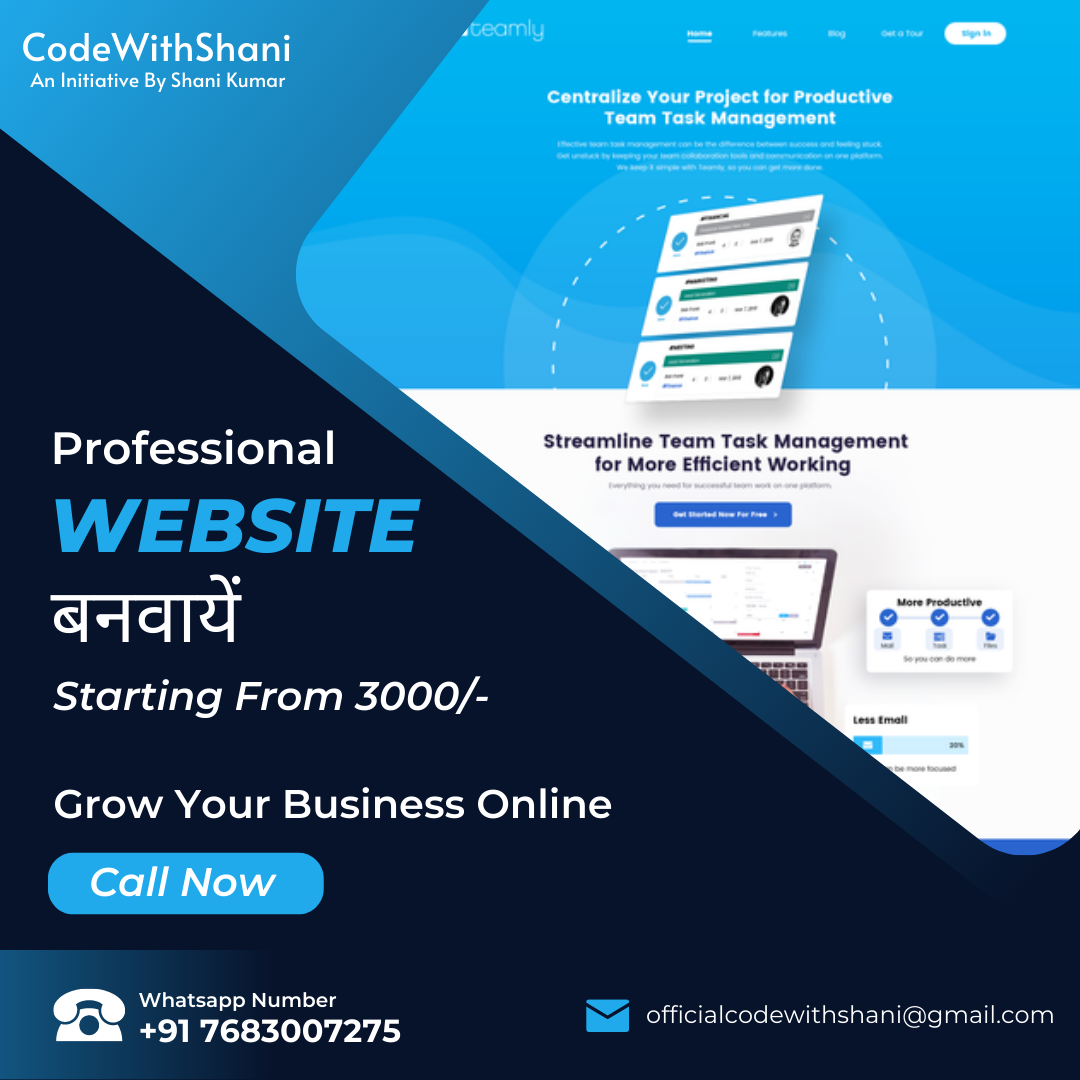 CodeWithShani
An Initiative By Shani Kumar
teamly
Home Features Blog Get a Tour Sign in
Centralize Your Project for Productive
Team Task Management
Effective team task management can be the difference between success and feeling stuck.
Get unstuck by keeping your team collaboration tools and communication on one platform.
We keep it simple with Teamly, so you can get more done.
#FINANCIAL
#MARKETING
#MEETING
Streamline Team Task Management
for More Efficient Working
Everything you need for successful team work on one platform.
Get Started Now For Free >
More Productive
Mail Task Files
So you can do more
Less Email
20%
be more focused
Professional
WEBSITE
बनवायें
Starting From 3000/-
Grow Your Business Online
Call Now
Whatsapp Number
+91 7683007275
officialcodewithshani@gmail.com